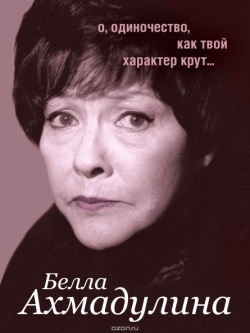 о, одиночество,
как твой
характер крут...
Белла
Ахмадулина
ozon.ru